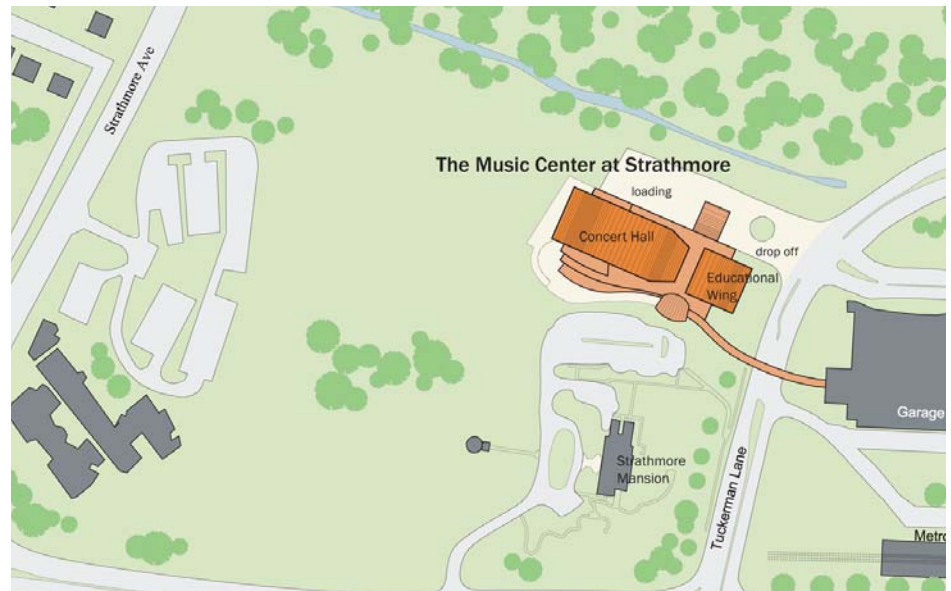 Strathmore Ave
The Music Center at Strathmore
loading
Concert Hall
drop off
Educational
Wing
Garage
Strathmore
Mansion
Tuckerman Lane
Metro